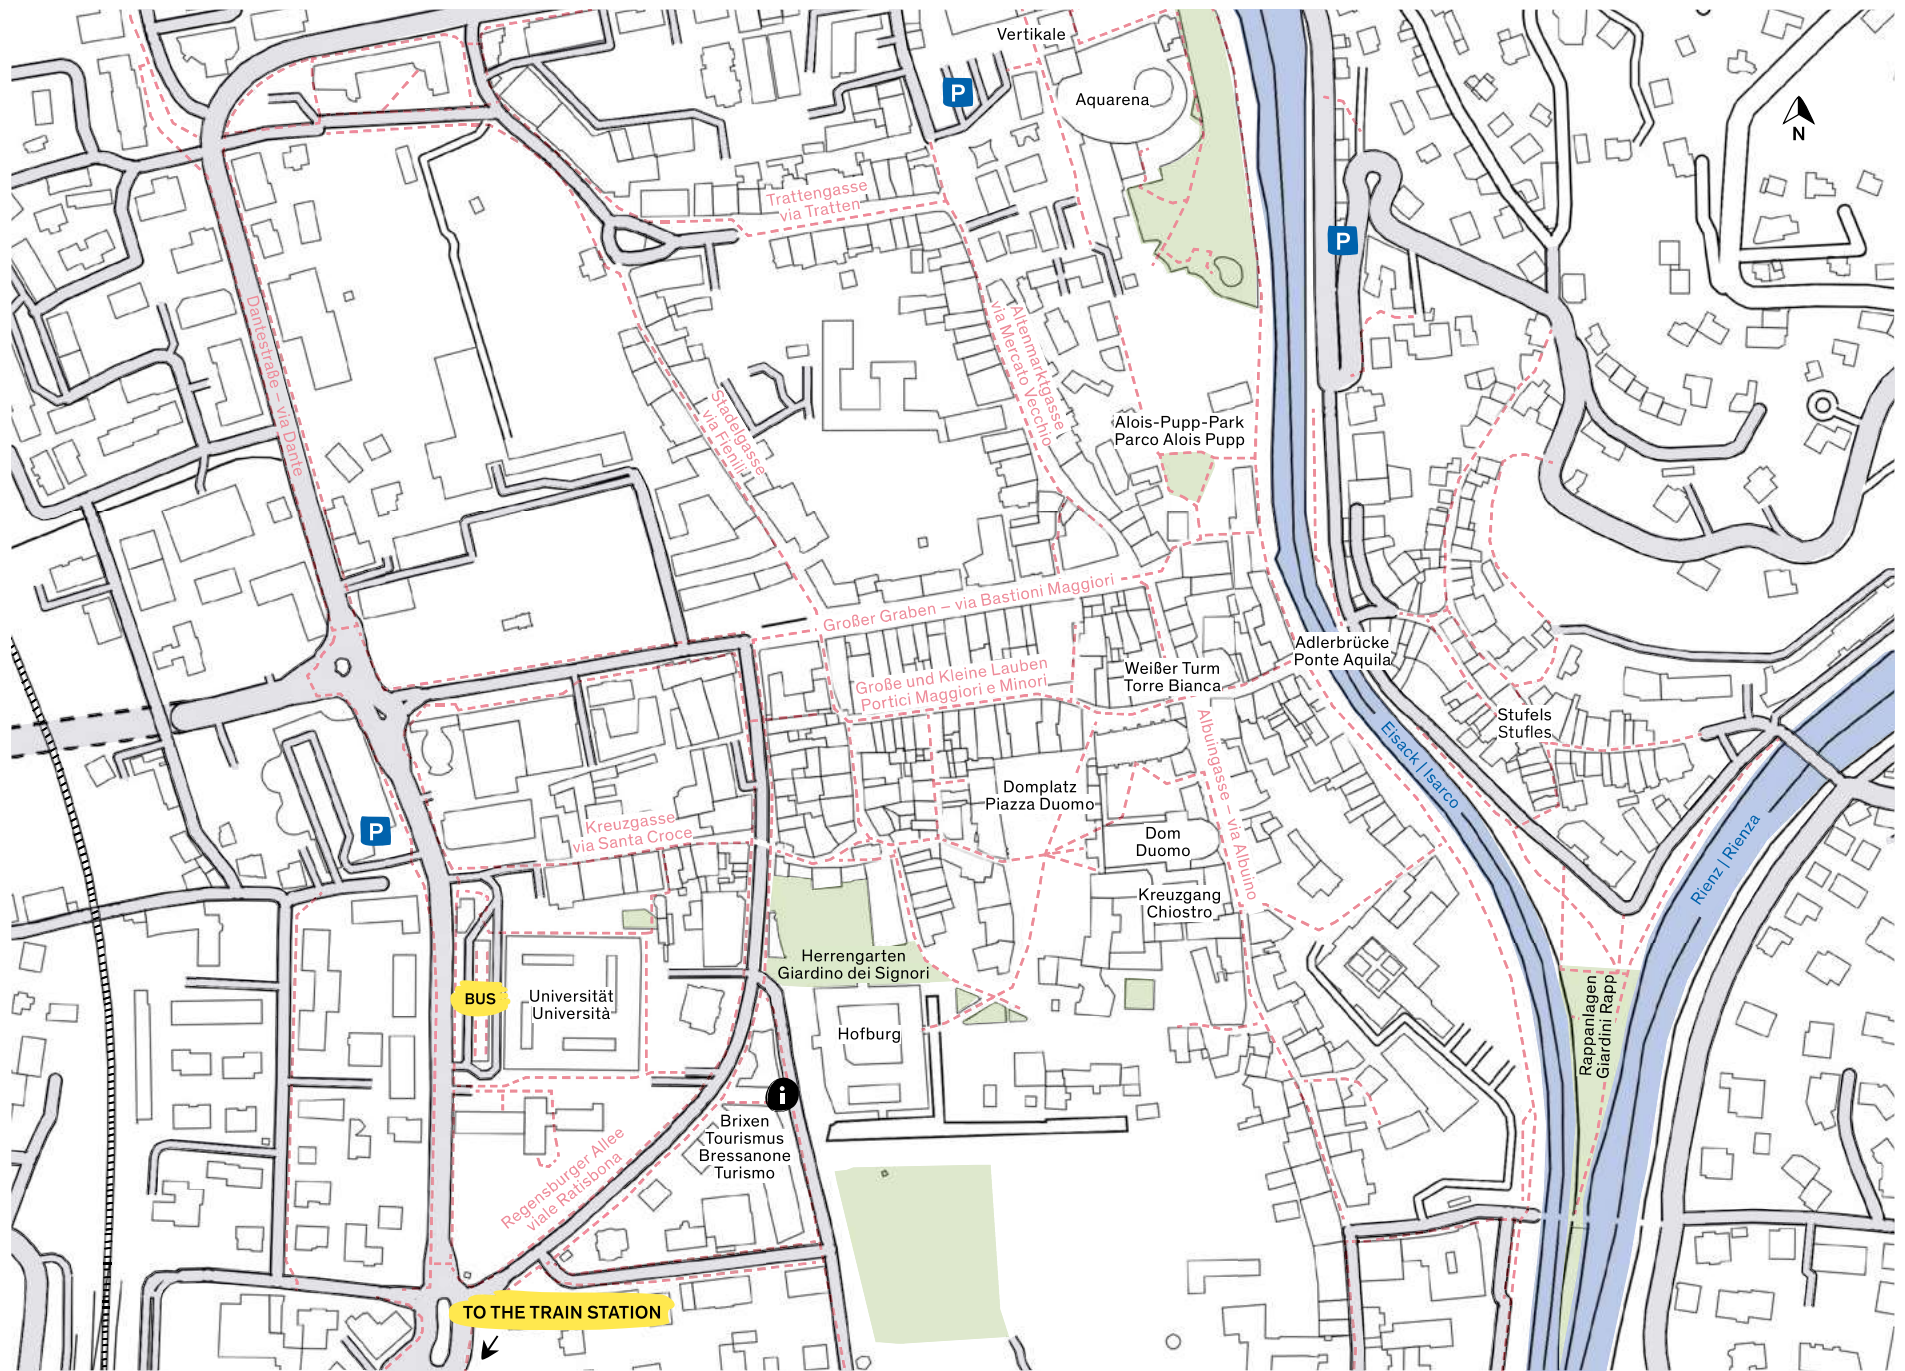 Vertikale
P
Aquarena
N
Trattengasse
via Tratten
P
Dantestraße – via Dante
Altenmarktgasse
via Mercato Vecchio
Stadelgasse
via Fienili
Alois-Pupp-Park
Parco Alois Pupp
Großer Graben – via Bastioni Maggiori
Adlerbrücke
Ponte Aquila
Große und Kleine Lauben
Portici Maggiori e Minori
Weißer Turm
Torre Bianca
Stufels
Stufles
Eisack | Isarco
Albuingasse – via Albuino
Domplatz
Piazza Duomo
P
Kreuzgasse
via Santa Croce
Dom
Duomo
Rienz | Rienza
Kreuzgang
Chiostro
Herrengarten
Giardino dei Signori
BUS
Universität
Università
Hofburg
Rappanlagen
Giardini Rapp
i
Brixen
Tourismus
Bressanone
Turismo
Regensburger Allee
viale Ratisbona
TO THE TRAIN STATION